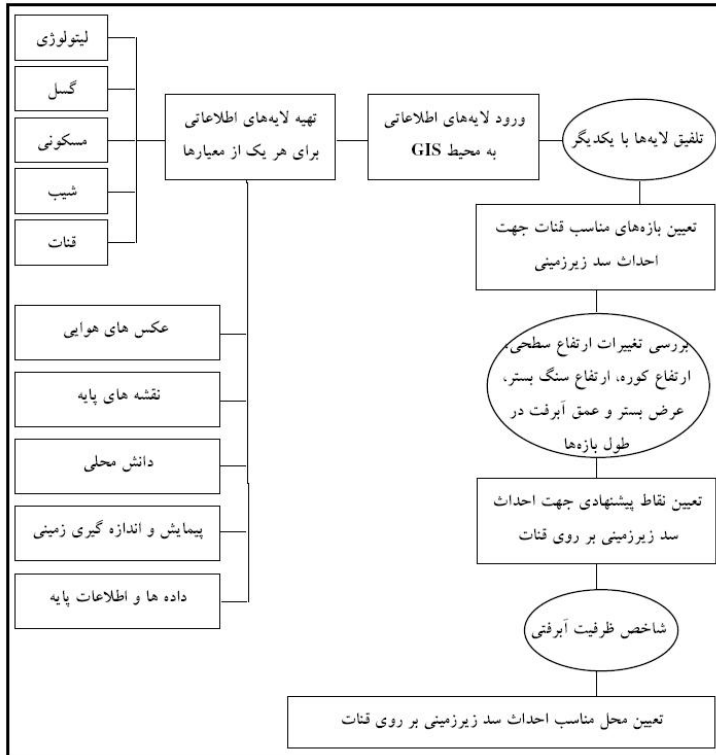 لیتولوژی
گسل
مسکونی
شیب
قنات
تهیه لایه‌های اطلاعاتی
برای هر یک از معیارها
ورود لایه‌های اطلاعاتی
به محیط GIS
تلفیق لایه‌ها با یکدیگر
تعیین بازه‌های مناسب قنات جهت
احداث سد زیرزمینی
بررسی تغییرات ارتفاع سطحی،
ارتفاع کوره، ارتفاع سنگ بستر،
عرض بستر و عمق آبرفت در
طول بازه‌ها
تعیین نقاط پیشنهادی جهت احداث
سد زیرزمینی بر روی قنات
شاخص ظرفیت آبرفتی
تعیین محل مناسب احداث سد زیرزمینی بر روی قنات
عکس های هوایی
نقشه های پایه
دانش محلی
پیمایش و اندازه گیری زمینی
داده ها و اطلاعات پایه